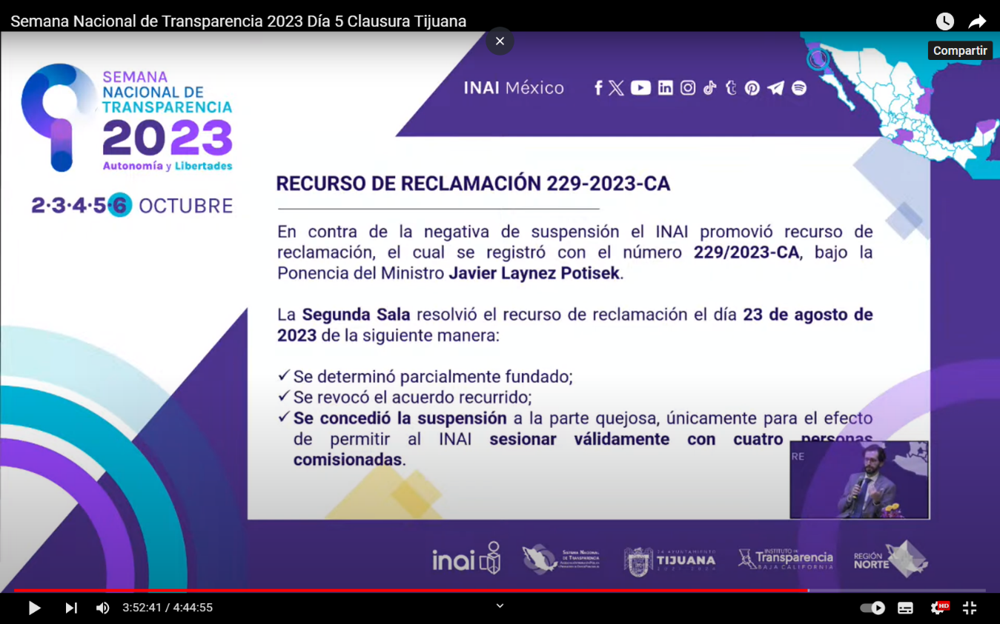 Semana Nacional de Transparencia 2023 Día 5 Clausura Tijuana
Compartir
SEMANA
NACIONAL DE
TRANSPARENCIA
2023
Autonomía y Libertades
2·3·4·5·6 OCTUBRE
INAI México
RECURSO DE RECLAMACIÓN 229-2023-CA
En contra de la negativa de suspensión el INAI promovió recurso de
reclamación, el cual se registró con el número 229/2023-CA, bajo la
Ponencia del Ministro Javier Laynez Potisek.
La Segunda Sala resolvió el recurso de reclamación el día 23 de agosto de
2023 de la siguiente manera:
✓ Se determinó parcialmente fundado;
✓ Se revocó el acuerdo recurrido;
✓ Se concedió la suspensión a la parte quejosa, únicamente para el efecto
de permitir al INAI sesionar válidamente con cuatro personas
comisionadas.
RE
inai
SISTEMA NACIONAL
DE TRANSPARENCIA
AYUNTAMIENTO
TIJUANA
INSTITUTO DE
Transparencia
BAJA CALIFORNIA
REGIÓN
NORTE
3:52:41 / 4:44:55
HD